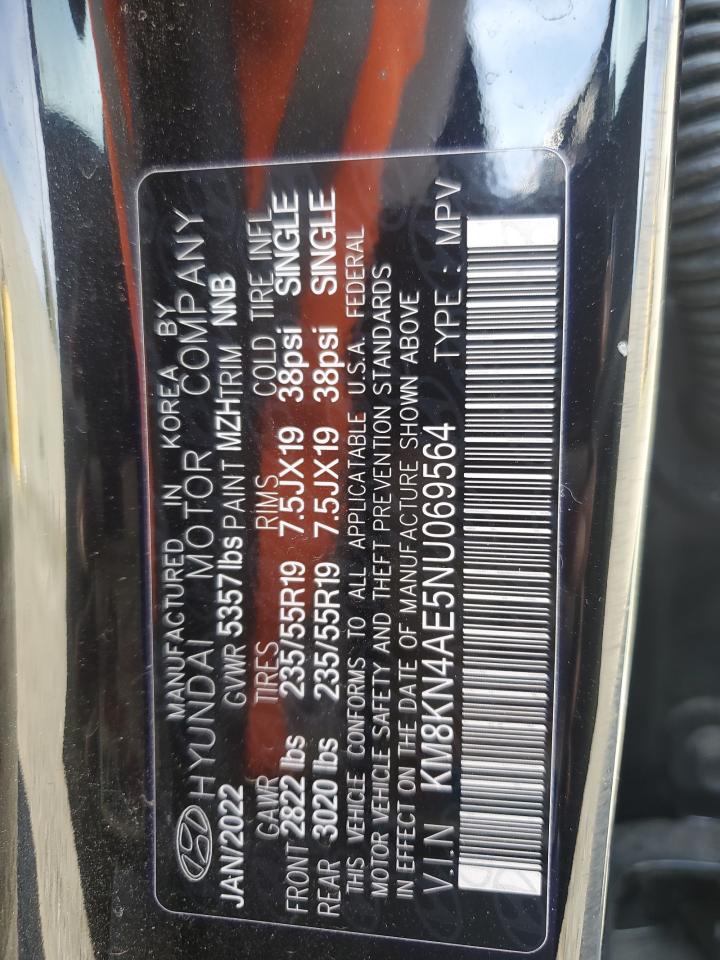 MANUFACTURED IN KOREA BY
HYUNDAI MOTOR COMPANY
JAN/2022 GVWR 5357lbs PAINT MZH TRIM NNB
GAWR TIRES RIMS COLD TIRE INFL
FRONT 2822 lbs 235/55R19 7.5JX19 38psi SINGLE
REAR 3020 lbs 235/55R19 7.5JX19 38psi SINGLE
THIS VEHICLE CONFORMS TO ALL APPLICATABLE U.S.A. FEDERAL
MOTOR VEHICLE SAFETY AND THEFT PREVENTION STANDARDS
IN EFFECT ON THE DATE OF MANUFACTURE SHOWN ABOVE
V.I.N KM8KN4AE5NU069564 TYPE : MPV